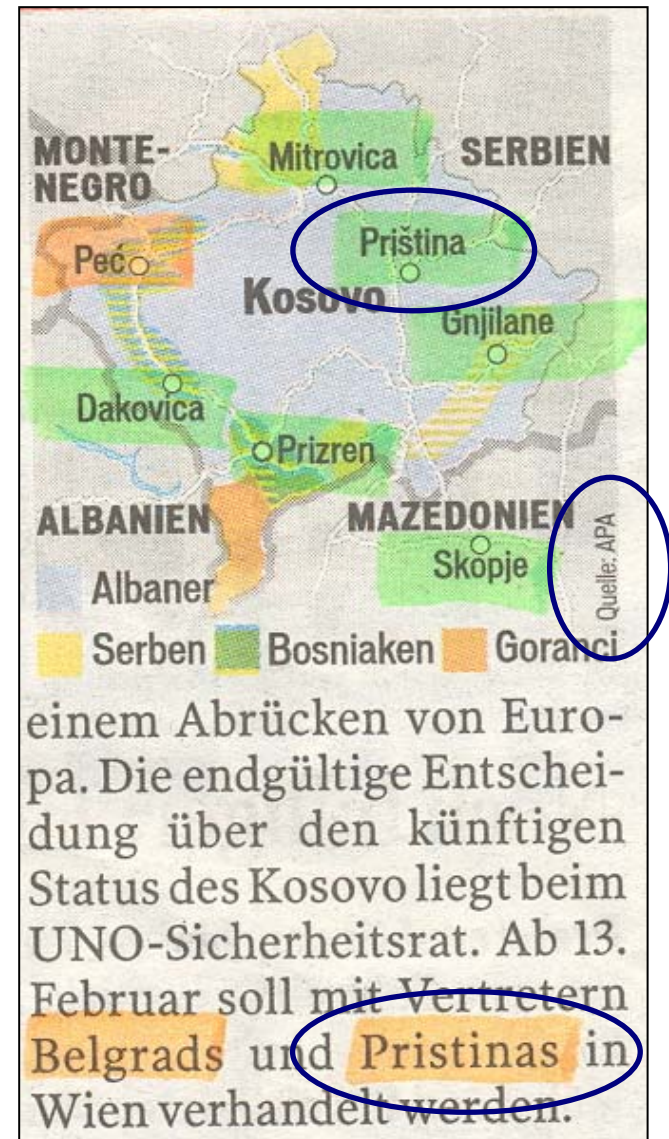 MONTE-
NEGRO
Mitrovica
SERBIEN
Peć
Priština
Kosovo
Gnjilane
Dakovica
Prizren
ALBANIEN
MAZEDONIEN
Skopje
Quelle: APA
Albaner
Serben Bosniaken Goranci
einem Abrücken von Euro-
pa. Die endgültige Entschei-
dung über den künftigen
Status des Kosovo liegt beim
UNO-Sicherheitsrat. Ab 13.
Februar soll mit Vertretern
Belgrads und Pristinas in
Wien verhandelt werden.